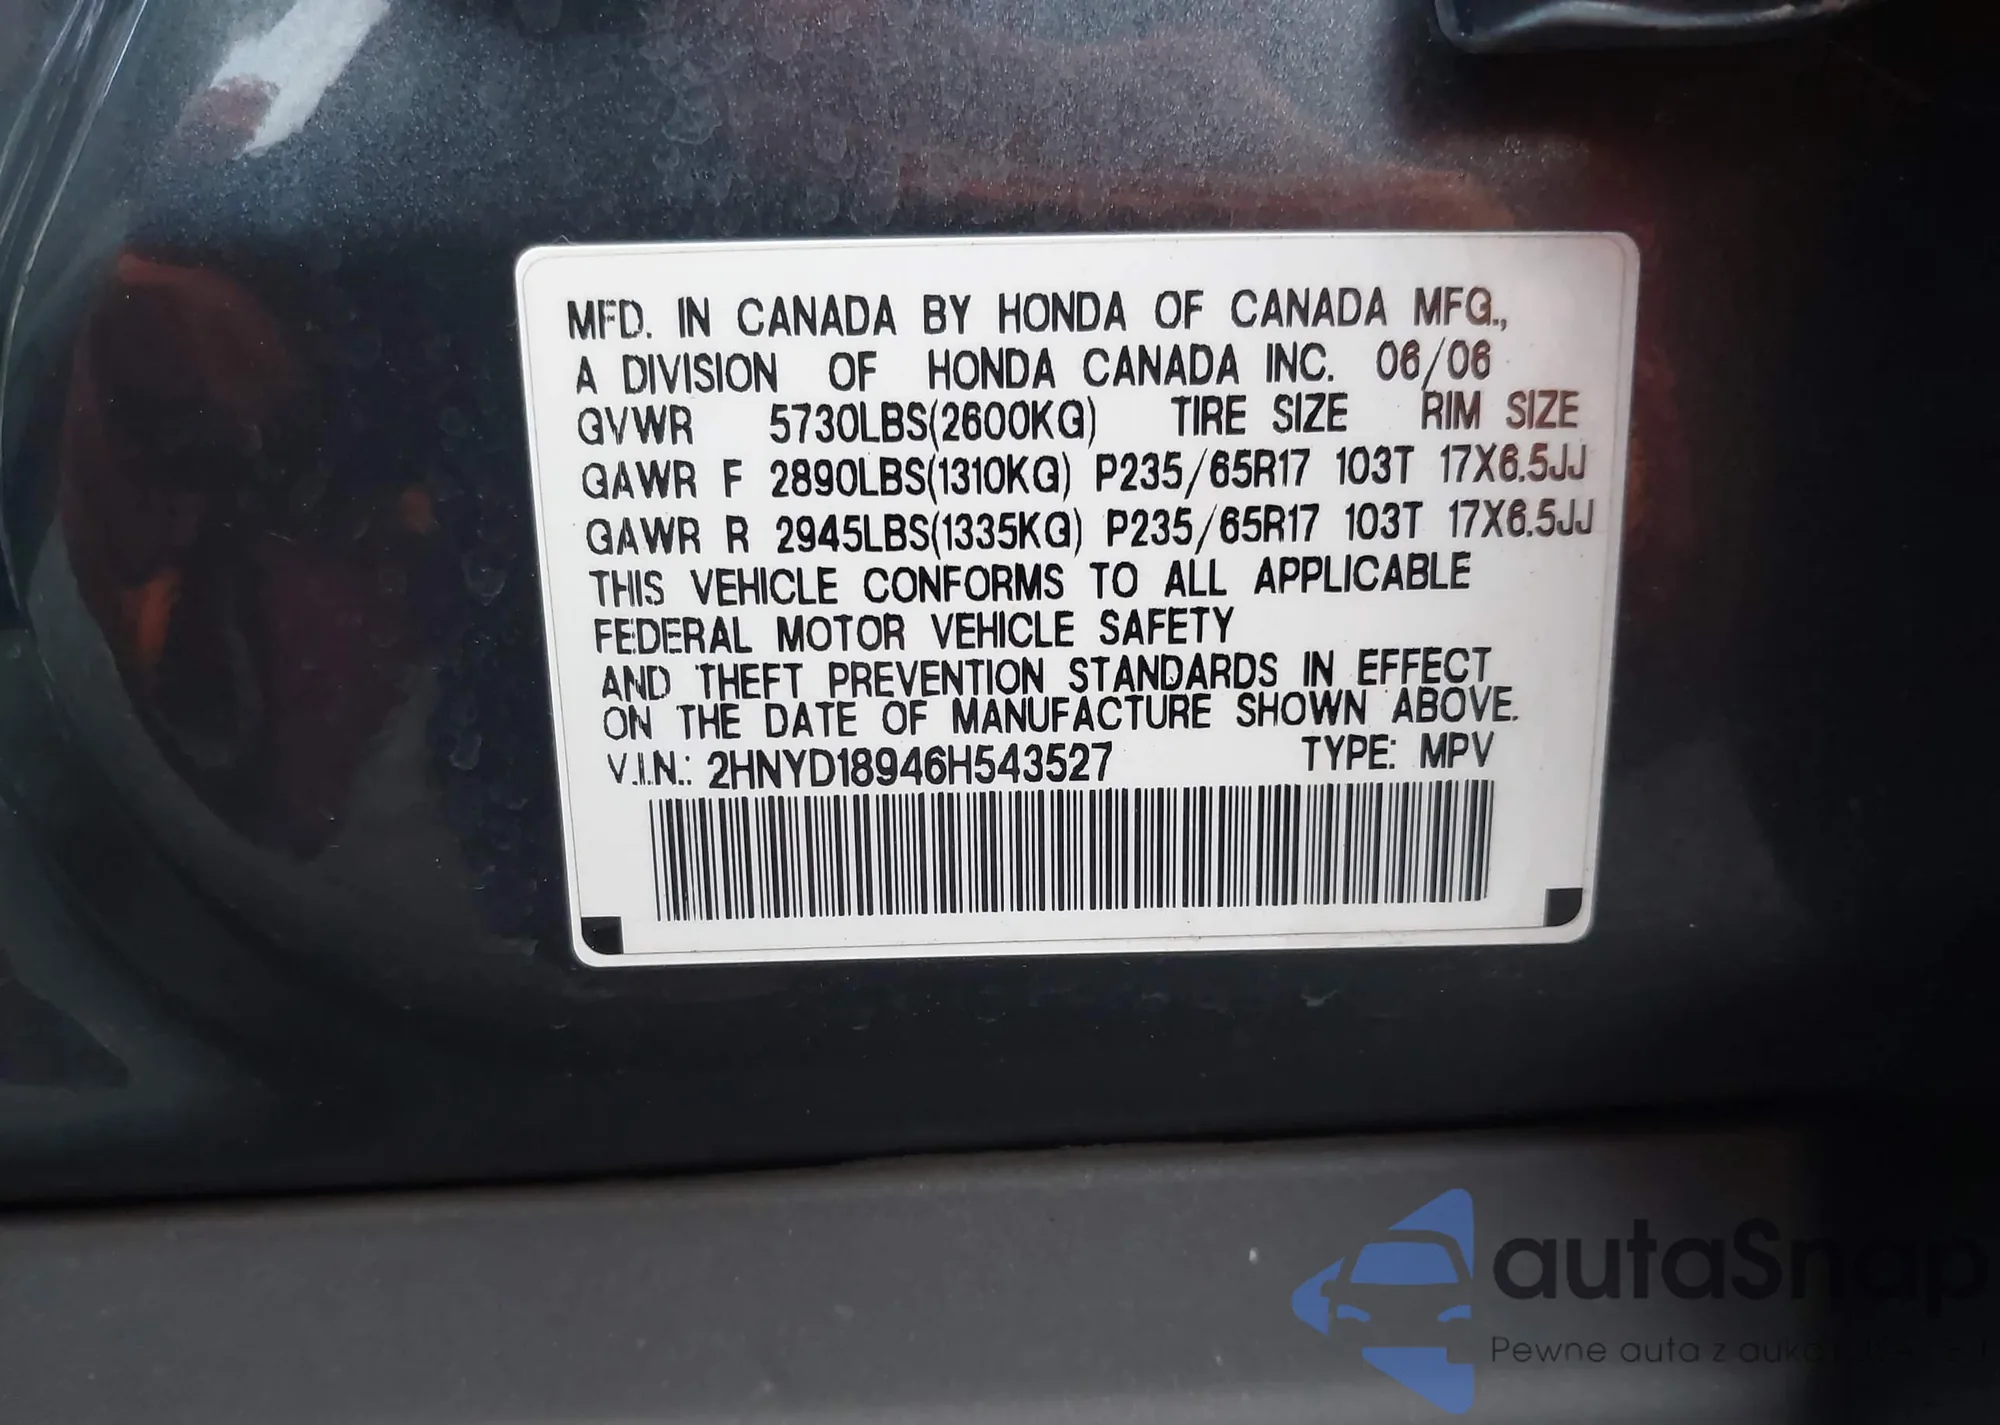 MFD. IN CANADA BY HONDA OF CANADA MFG.,
A DIVISION OF HONDA CANADA INC. 06/06
GVWR 5730LBS(2600KG) TIRE SIZE RIM SIZE
GAWR F 2890LBS(1310KG) P235/65R17 103T 17X6.5JJ
GAWR R 2945LBS(1335KG) P235/65R17 103T 17X6.5JJ
THIS VEHICLE CONFORMS TO ALL APPLICABLE
FEDERAL MOTOR VEHICLE SAFETY
AND THEFT PREVENTION STANDARDS IN EFFECT
ON THE DATE OF MANUFACTURE SHOWN ABOVE.
V.I.N.: 2HNYD18946H543527 TYPE: MPV
autaSnap
Pewne auta z